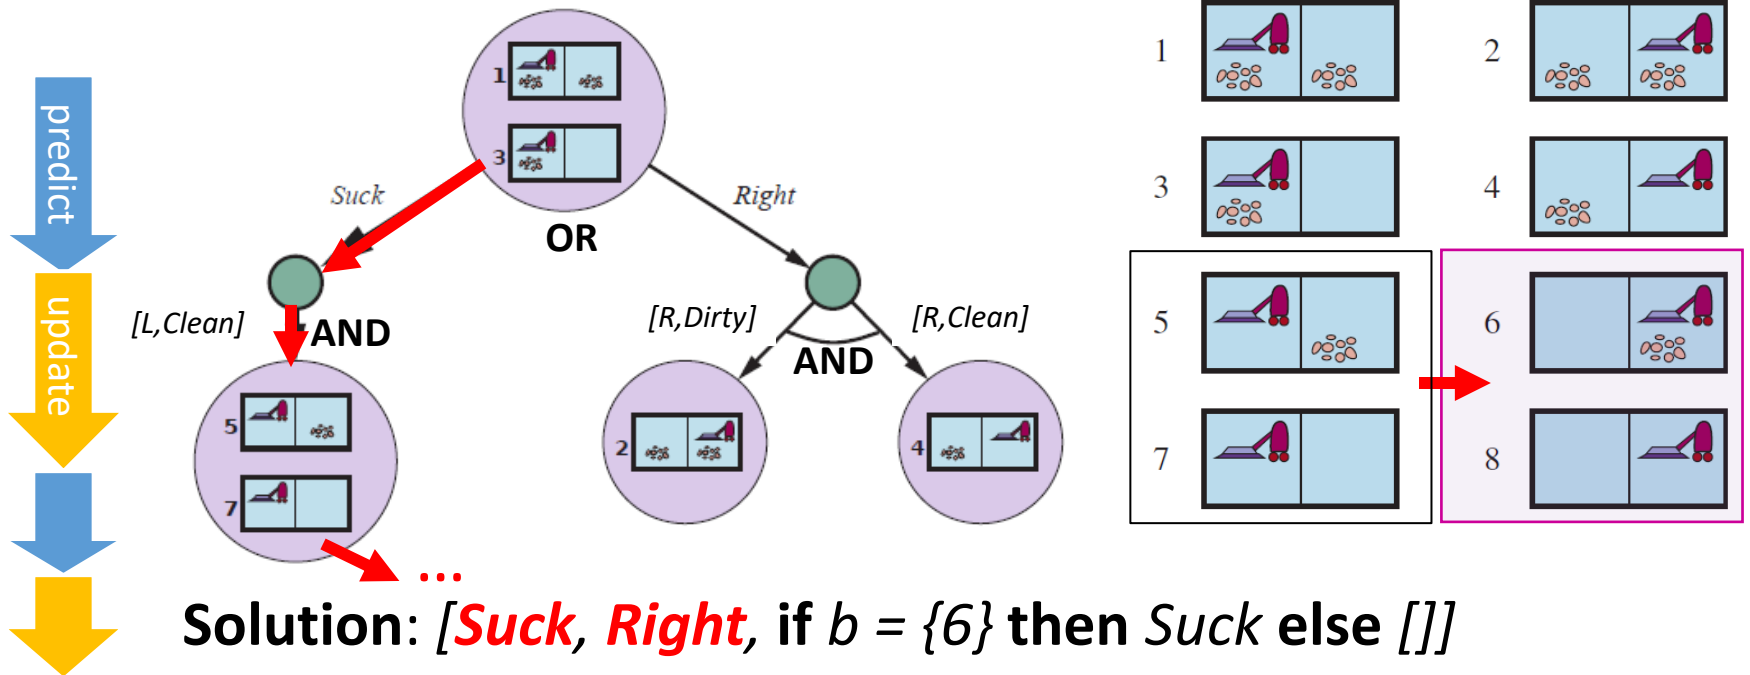 predict
update
1
3
Suck
Right
OR
[L,Clean]
AND
[R,Dirty]
[R,Clean]
AND
5
7
2
4
...
1
2
3
4
5
6
7
8
Solution: [Suck, Right, if b = {6} then Suck else []]